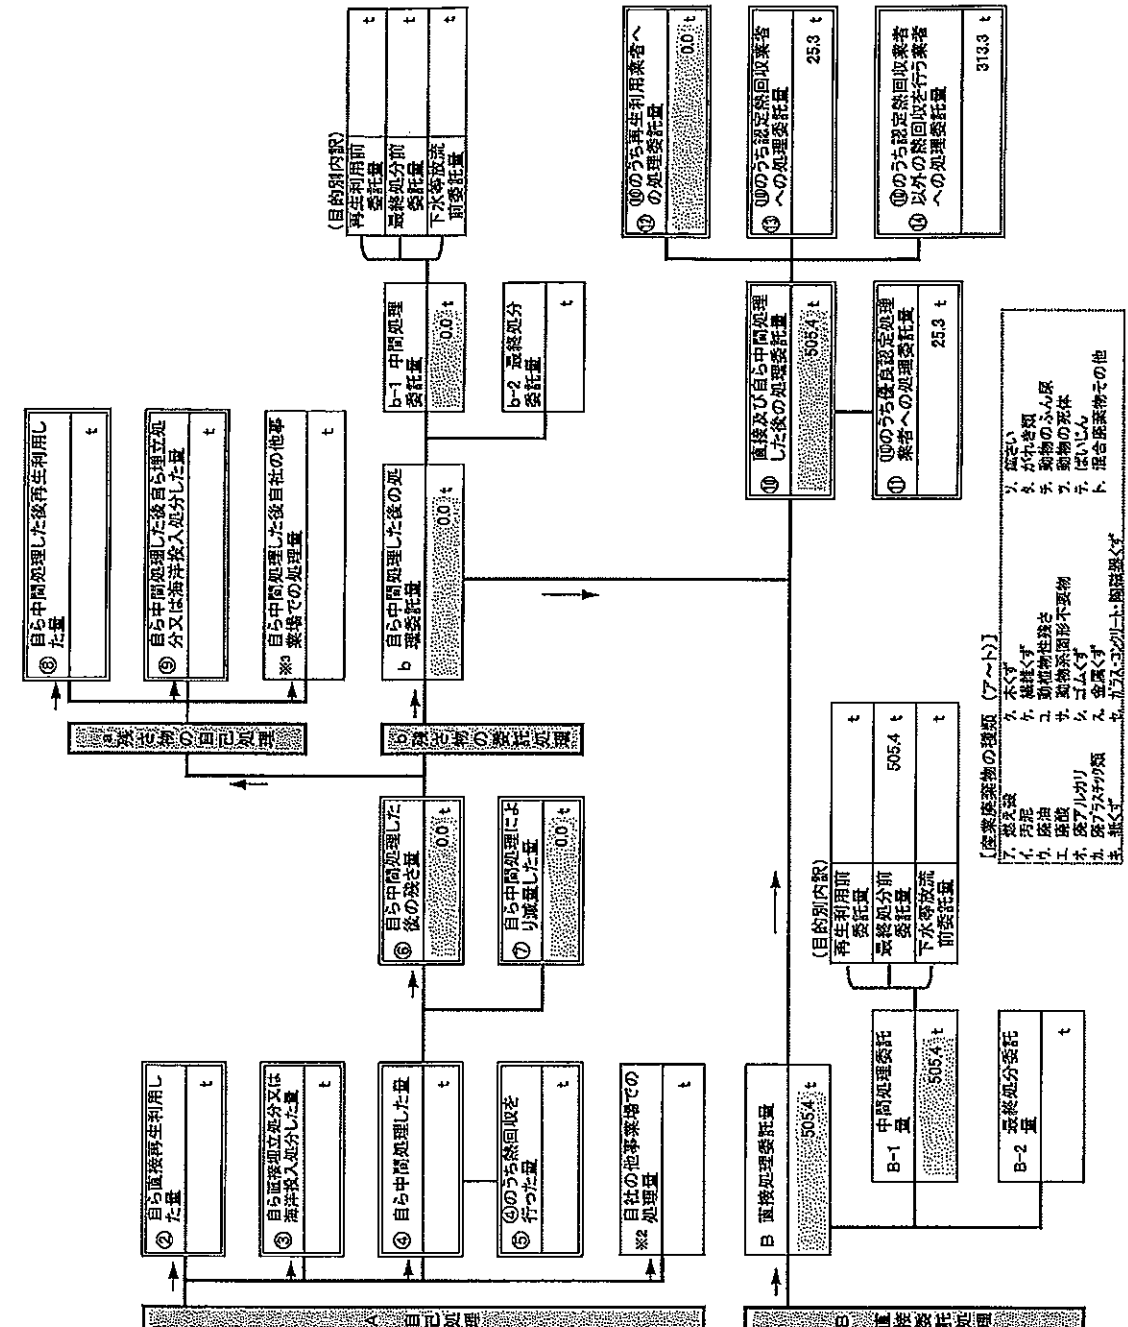 A
自己処理
② 自ら直接再生利用し
た量
t
③ 自ら直接埋立処分又は
海洋投入処分した量
t
④ 自ら中間処理した量
t
⑤ ④のうち熱回収を
行った量
t
※2 自社の他事業場での
処理量
t
⑥ 自ら中間処理した
後の残さ量
0.0 t
⑦ 自ら中間処理によ
り減量した量
0.0 t
a 残さ物の自己処理
⑧ 自ら中間処理した後再生利用し
た量
t
⑨ 自ら中間処理した後自ら埋立処
分又は海洋投入処分した量
t
※3 自ら中間処理した後自社の他事
業場での処理量
t
b 残さ物の委託処理
b 自ら中間処理した後の処
理委託量
0.0 t
b-1 中間処理
委託量
0.0 t
b-2 最終処分
委託量
t
(目的別内訳)
再生利用前
委託量
t
最終処分前
委託量
t
下水等放流
前委託量
t
B
直接委託処理
B 直接処理委託量
505.4 t
B-1 中間処理委託
量
505.4 t
B-2 最終処分委託
量
t
(目的別内訳)
再生利用前
委託量
t
最終処分前
委託量
505.4 t
下水等放流
前委託量
t
⑩ 直接及び自ら中間処理
した後の処理委託量
505.4 t
⑪ ⑩のうち優良認定処理
業者への処理委託量
25.3 t
⑫ ⑩のうち再生利用業者へ
の処理委託量
0.0 t
⑬ ⑩のうち認定熱回収業者
への処理委託量
25.3 t
⑭ ⑩のうち認定熱回収業者
以外の熱回収を行う業者
への処理委託量
313.3 t
[産業廃棄物の種類 (ア~ト)]
ア. 燃え殻
イ. 汚泥
ウ. 廃油
エ. 廃酸
オ. 廃アルカリ
カ. 廃プラスチック類
キ. 紙くず
ク. 木くず
ケ. 繊維くず
コ. 動植物性残さ
サ. 動物系固形不要物
シ. ゴムくず
ス. 金属くず
セ. ガラス・コンクリート・陶磁器くず
ソ. 鉱さい
タ. がれき類
チ. 動物のふん尿
ツ. 動物の死体
テ. ばいじん
ト. 混合廃棄物その他